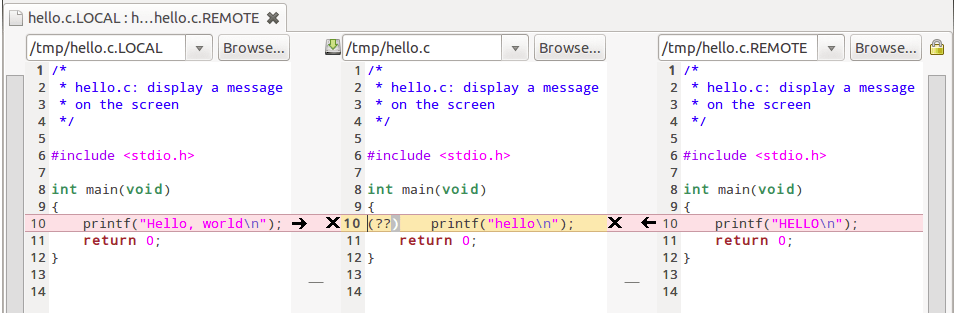 hello.c.LOCAL : h...hello.c.REMOTE
/tmp/hello.c.LOCAL Browse...
1 /*
2 * hello.c: display a message
3 * on the screen
4 */
5
6 #include <stdio.h>
7
8 int main(void)
9 {
10 printf("Hello, world\n");
11 return 0;
12 }
13
14
/tmp/hello.c Browse...
1 /*
2 * hello.c: display a message
3 * on the screen
4 */
5
6 #include <stdio.h>
7
8 int main(void)
9 {
10 (??) printf("hello\n");
11 return 0;
12 }
13
14
/tmp/hello.c.REMOTE Browse...
1 /*
2 * hello.c: display a message
3 * on the screen
4 */
5
6 #include <stdio.h>
7
8 int main(void)
9 {
10 printf("HELLO\n");
11 return 0;
12 }
13
14